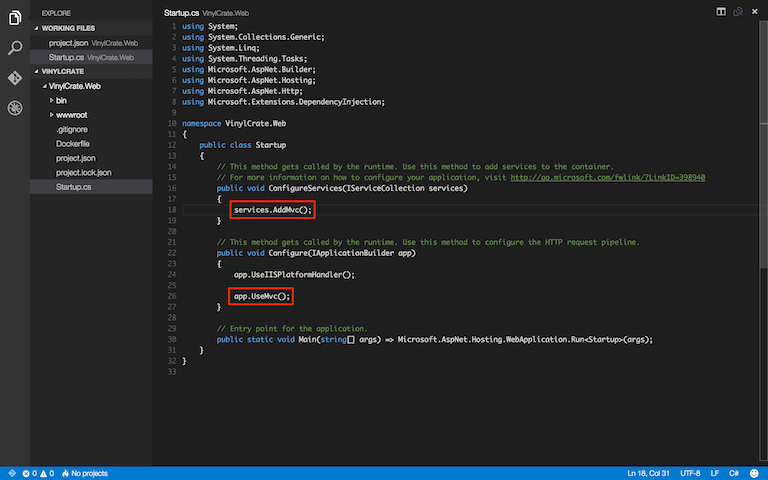 EXPLORE
WORKING FILES
project.json VinylCrate.Web
Startup.cs VinylCrate.Web
VINYLCRATE
VinylCrate.Web
bin
wwwroot
.gitignore
Dockerfile
project.json
project.lock.json
Startup.cs
Startup.cs VinylCrate.Web
1 using System;
2 using System.Collections.Generic;
3 using System.Linq;
4 using System.Threading.Tasks;
5 using Microsoft.AspNet.Builder;
6 using Microsoft.AspNet.Hosting;
7 using Microsoft.AspNet.Http;
8 using Microsoft.Extensions.DependencyInjection;
9
10 namespace VinylCrate.Web
11 {
12 public class Startup
13 {
14 // This method gets called by the runtime. Use this method to add services to the container.
15 // For more information on how to configure your application, visit http://go.microsoft.com/fwlink/?LinkID=398940
16 public void ConfigureServices(IServiceCollection services)
17 {
18 services.AddMvc();
19 }
20
21 // This method gets called by the runtime. Use this method to configure the HTTP request pipeline.
22 public void Configure(IApplicationBuilder app)
23 {
24 app.UseIISPlatformHandler();
25
26 app.UseMvc();
27 }
28
29 // Entry point for the application.
30 public static void Main(string[] args) => Microsoft.AspNet.Hosting.WebApplication.Run<Startup>(args);
31 }
32 }
33
0 0 No projects
Ln 18, Col 31 UTF-8 LF C#